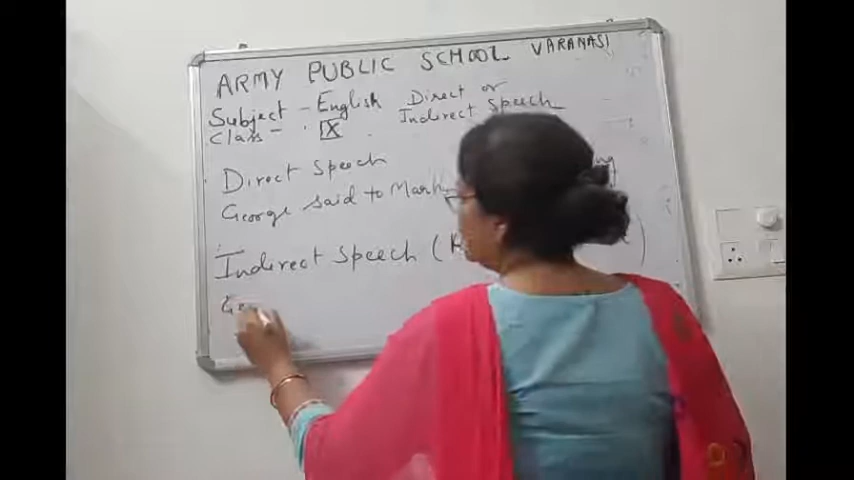 ARMY PUBLIC SCHOOL VARANASI
Subject - English Direct or
Class - IX Indirect Speech
Direct Speech
George said to Mark
Indirect Speech (
Geo